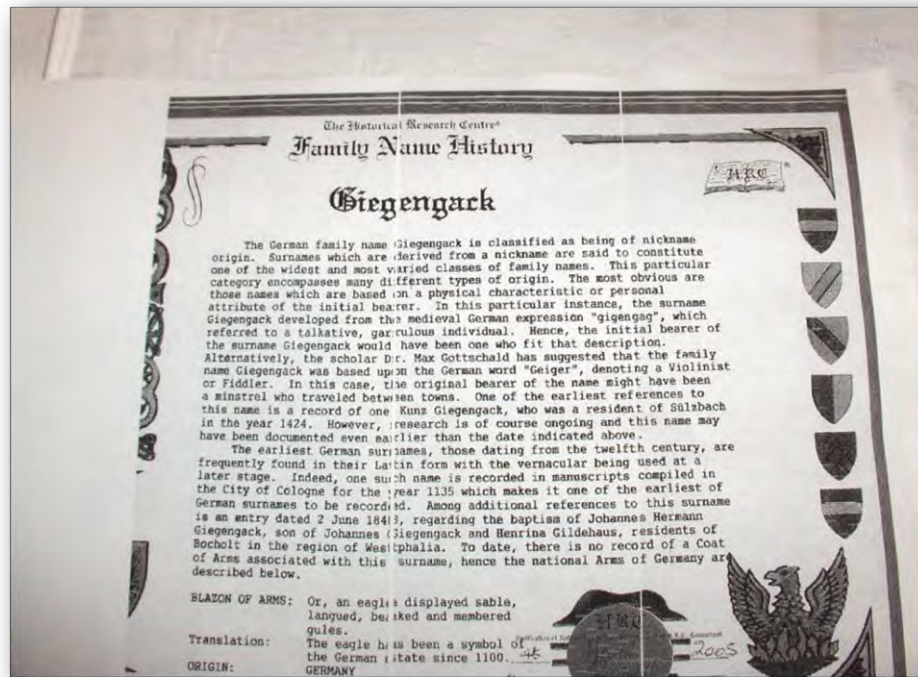 The Historical Research Centre®
Family Name History
H.R.C.
Giegengack
The German family name Giegengack is classified as being of nickname
origin. Surnames which are derived from a nickname are said to constitute
one of the widest and most varied classes of family names. This particular
category encompasses many different types of origin. The most obvious are
those names which are based on a physical characteristic or personal
attribute of the initial bearer. In this particular instance, the surname
Giegengack developed from the medieval German expression "gigengag", which
referred to a talkative, garrulous individual. Hence, the initial bearer of
the surname Giegengack would have been one who fit that description.
Alternatively, the scholar Dr. Max Gottschald has suggested that the family
name Giegengack was based upon the German word "Geiger", denoting a Violinist
or Fiddler. In this case, the original bearer of the name might have been
a minstrel who traveled between towns. One of the earliest references to
this name is a record of one Kunz Giegengack, who was a resident of Sülzbach
in the year 1424. However, research is of course ongoing and this name may
have been documented even earlier than the date indicated above.
The earliest German surnames, those dating from the twelfth century, are
frequently found in their Latin form with the vernacular being used at a
later stage. Indeed, one such name is recorded in manuscripts compiled in
the City of Cologne for the year 1135 which makes it one of the earliest of
German surnames to be recorded. Among additional references to this surname
is an entry dated 2 June 1843, regarding the baptism of Johannes Hermann
Giegengack, son of Johannes Giegengack and Henrina Gildehaus, residents of
Bocholt in the region of Westphalia. To date, there is no record of a Coat
of Arms associated with this surname, hence the national Arms of Germany are
described below.
BLAZON OF ARMS: Or, an eagle displayed sable,
langued, beaked and membered
gules.
Translation: The eagle has been a symbol of
the German state since 1100.
ORIGIN: GERMANY
H.R.C.
2005